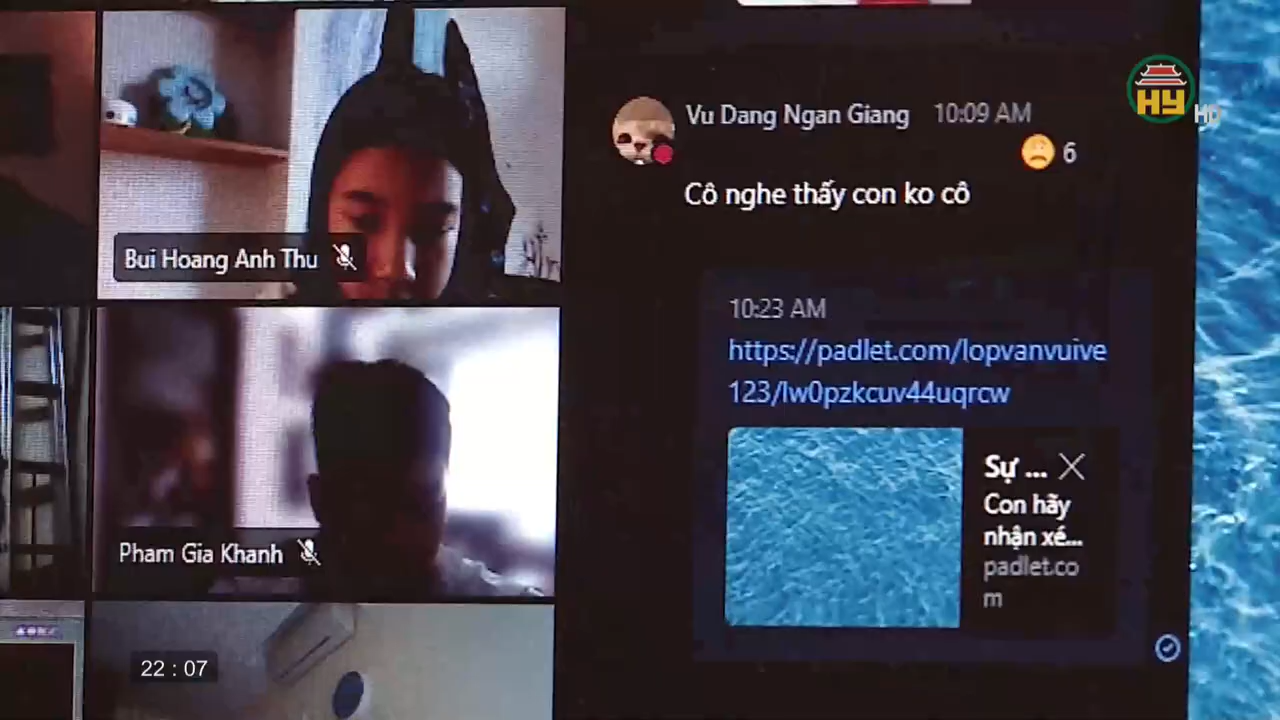 HY
HD
Vu Dang Ngan Giang 10:09 AM
6
Cô nghe thấy con ko cô
Bui Hoang Anh Thu
10:23 AM
https://padlet.com/lopvanvuive
123/lw0pzkcuv44uqrcw
Sự ...
Con hãy
nhận xé...
padlet.co
m
Pham Gia Khanh
22 : 07